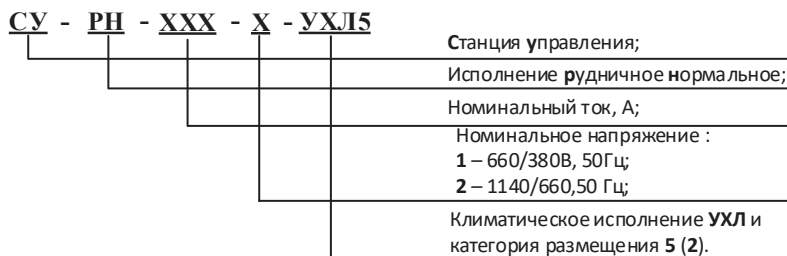 СУ - РН - ХХХ - Х - УХЛ5
Станция управления;
Исполнение рудничное нормальное;
Номинальный ток, А;
Номинальное напряжение :
1 – 660/380В, 50Гц;
2 – 1140/660,50 Гц;
Климатическое исполнение УХЛ и
категория размещения 5 (2).